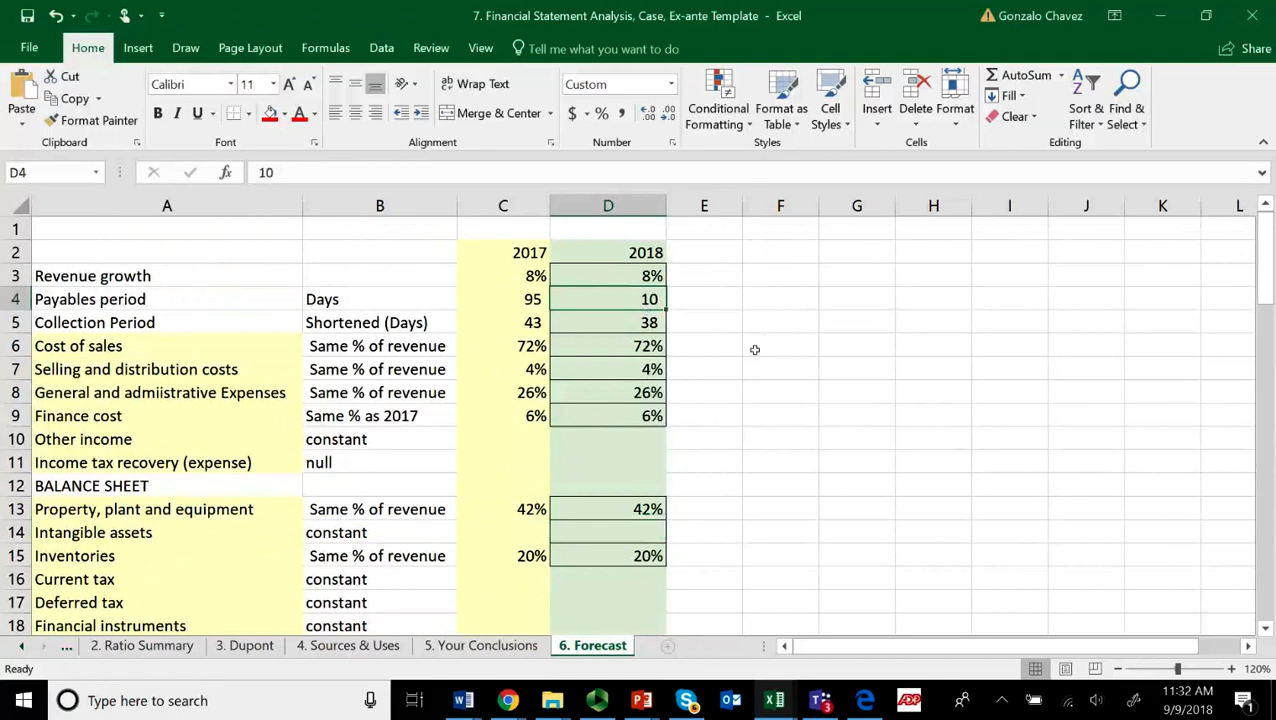 7. Financial Statement Analysis, Case, Ex-ante Template - Excel
Gonzalo Chavez
File Home Insert Draw Page Layout Formulas Data Review View Tell me what you want to do Share
Paste
Cut
Copy
Format Painter
Clipboard
Calibri 11
B I U
Font
Wrap Text
Merge & Center
Alignment
Custom
$ % ,
Number
Conditional Formatting
Format as Table
Cell Styles
Styles
Insert
Delete
Format
Cells
AutoSum
Fill
Clear
Sort & Filter
Find & Select
Editing
D4 fx 10
A B C D E F G H I J K L
1
2 2017 2018
3 Revenue growth 8% 8%
4 Payables period Days 95 10
5 Collection Period Shortened (Days) 43 38
6 Cost of sales Same % of revenue 72% 72%
7 Selling and distribution costs Same % of revenue 4% 4%
8 General and admiistrative Expenses Same % of revenue 26% 26%
9 Finance cost Same % as 2017 6% 6%
10 Other income constant
11 Income tax recovery (expense) null
12 BALANCE SHEET
13 Property, plant and equipment Same % of revenue 42% 42%
14 Intangible assets constant
15 Inventories Same % of revenue 20% 20%
16 Current tax constant
17 Deferred tax constant
18 Financial instruments constant
... 2. Ratio Summary 3. Dupont 4. Sources & Uses 5. Your Conclusions 6. Forecast
Ready 120%
Type here to search
11:32 AM
9/9/2018